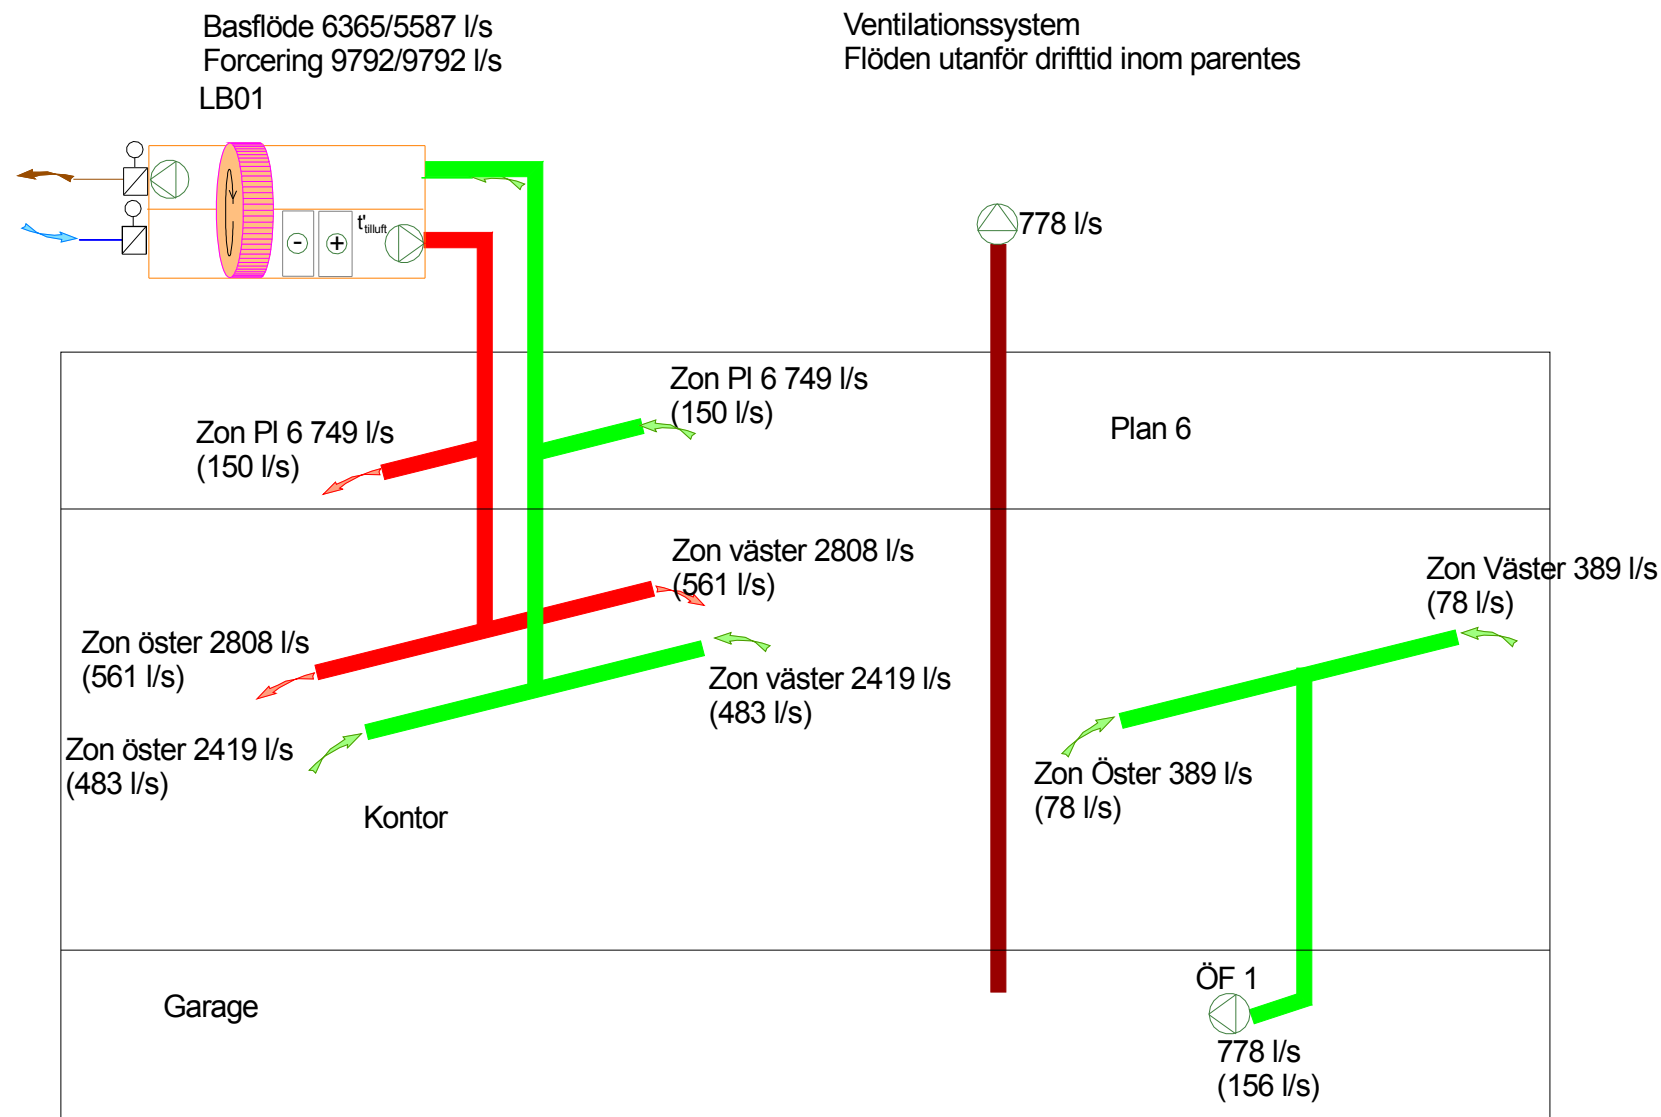 Basflöde 6365/5587 l/s
Forcering 9792/9792 l/s
LB01
Ventilationssystem
Flöden utanför drifttid inom parentes
t'tilluft
-
+
778 l/s
Zon Pl 6 749 l/s
(150 l/s)
Zon Pl 6 749 l/s
(150 l/s)
Plan 6
Zon väster 2808 l/s
(561 l/s)
Zon Väster 389 l/s
(78 l/s)
Zon öster 2808 l/s
(561 l/s)
Zon väster 2419 l/s
(483 l/s)
Zon öster 2419 l/s
(483 l/s)
Zon Öster 389 l/s
(78 l/s)
Kontor
Garage
ÖF 1
778 l/s
(156 l/s)